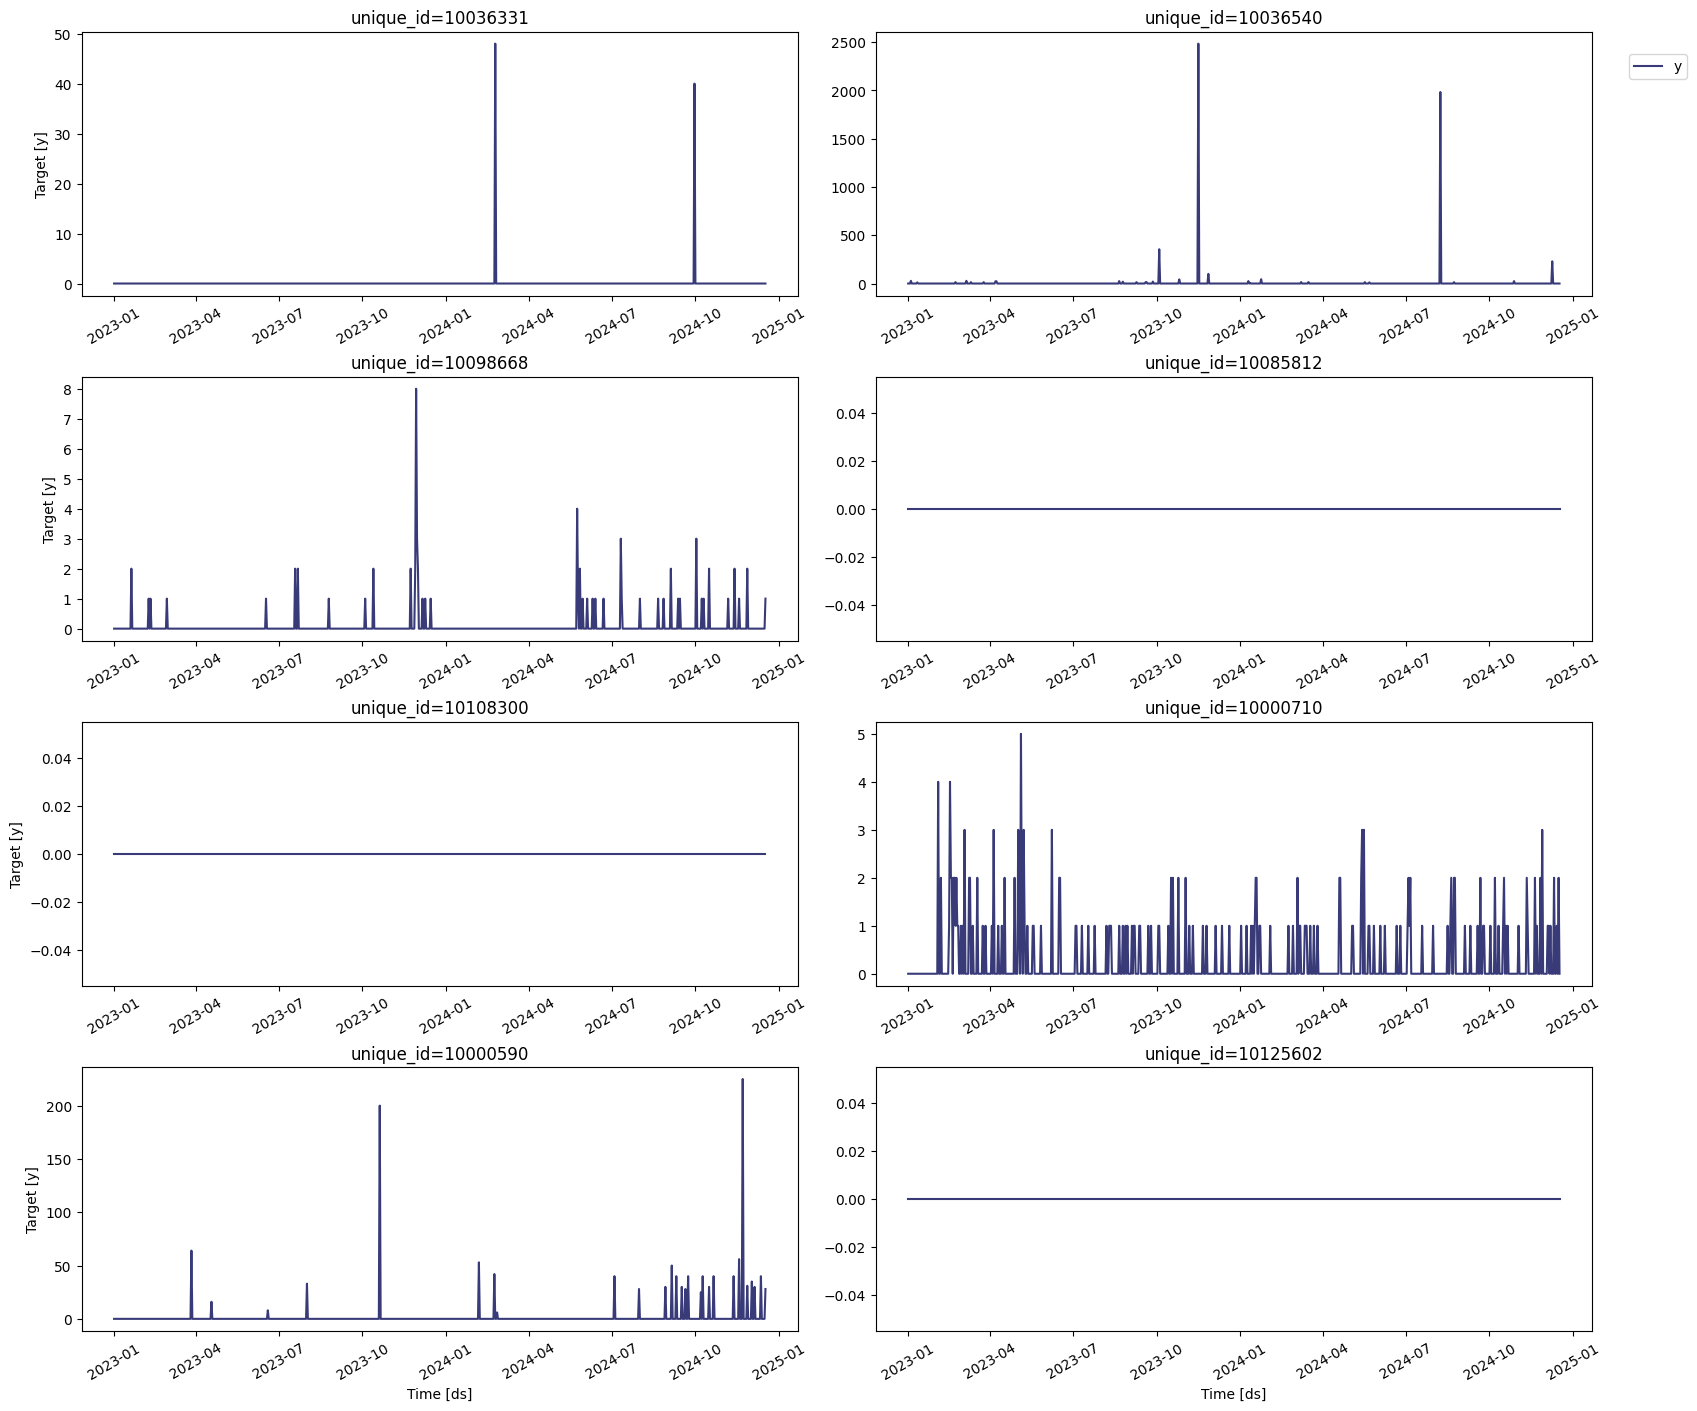 unique_id=10036331
unique_id=10036540
y
Target [y]
50
40
30
20
10
0
2500
2000
1500
1000
500
0
2023-01 2023-04 2023-07 2023-10 2024-01 2024-04 2024-07 2024-10 2025-01
2023-01 2023-04 2023-07 2023-10 2024-01 2024-04 2024-07 2024-10 2025-01
unique_id=10098668
unique_id=10085812
Target [y]
8
7
6
5
4
3
2
1
0
0.04
0.02
0.00
−0.02
−0.04
2023-01 2023-04 2023-07 2023-10 2024-01 2024-04 2024-07 2024-10 2025-01
2023-01 2023-04 2023-07 2023-10 2024-01 2024-04 2024-07 2024-10 2025-01
unique_id=10108300
unique_id=10000710
Target [y]
0.04
0.02
0.00
−0.02
−0.04
5
4
3
2
1
0
2023-01 2023-04 2023-07 2023-10 2024-01 2024-04 2024-07 2024-10 2025-01
2023-01 2023-04 2023-07 2023-10 2024-01 2024-04 2024-07 2024-10 2025-01
unique_id=10000590
unique_id=10125602
Target [y]
200
150
100
50
0
0.04
0.02
0.00
−0.02
−0.04
2023-01 2023-04 2023-07 2023-10 2024-01 2024-04 2024-07 2024-10 2025-01
2023-01 2023-04 2023-07 2023-10 2024-01 2024-04 2024-07 2024-10 2025-01
Time [ds]
Time [ds]